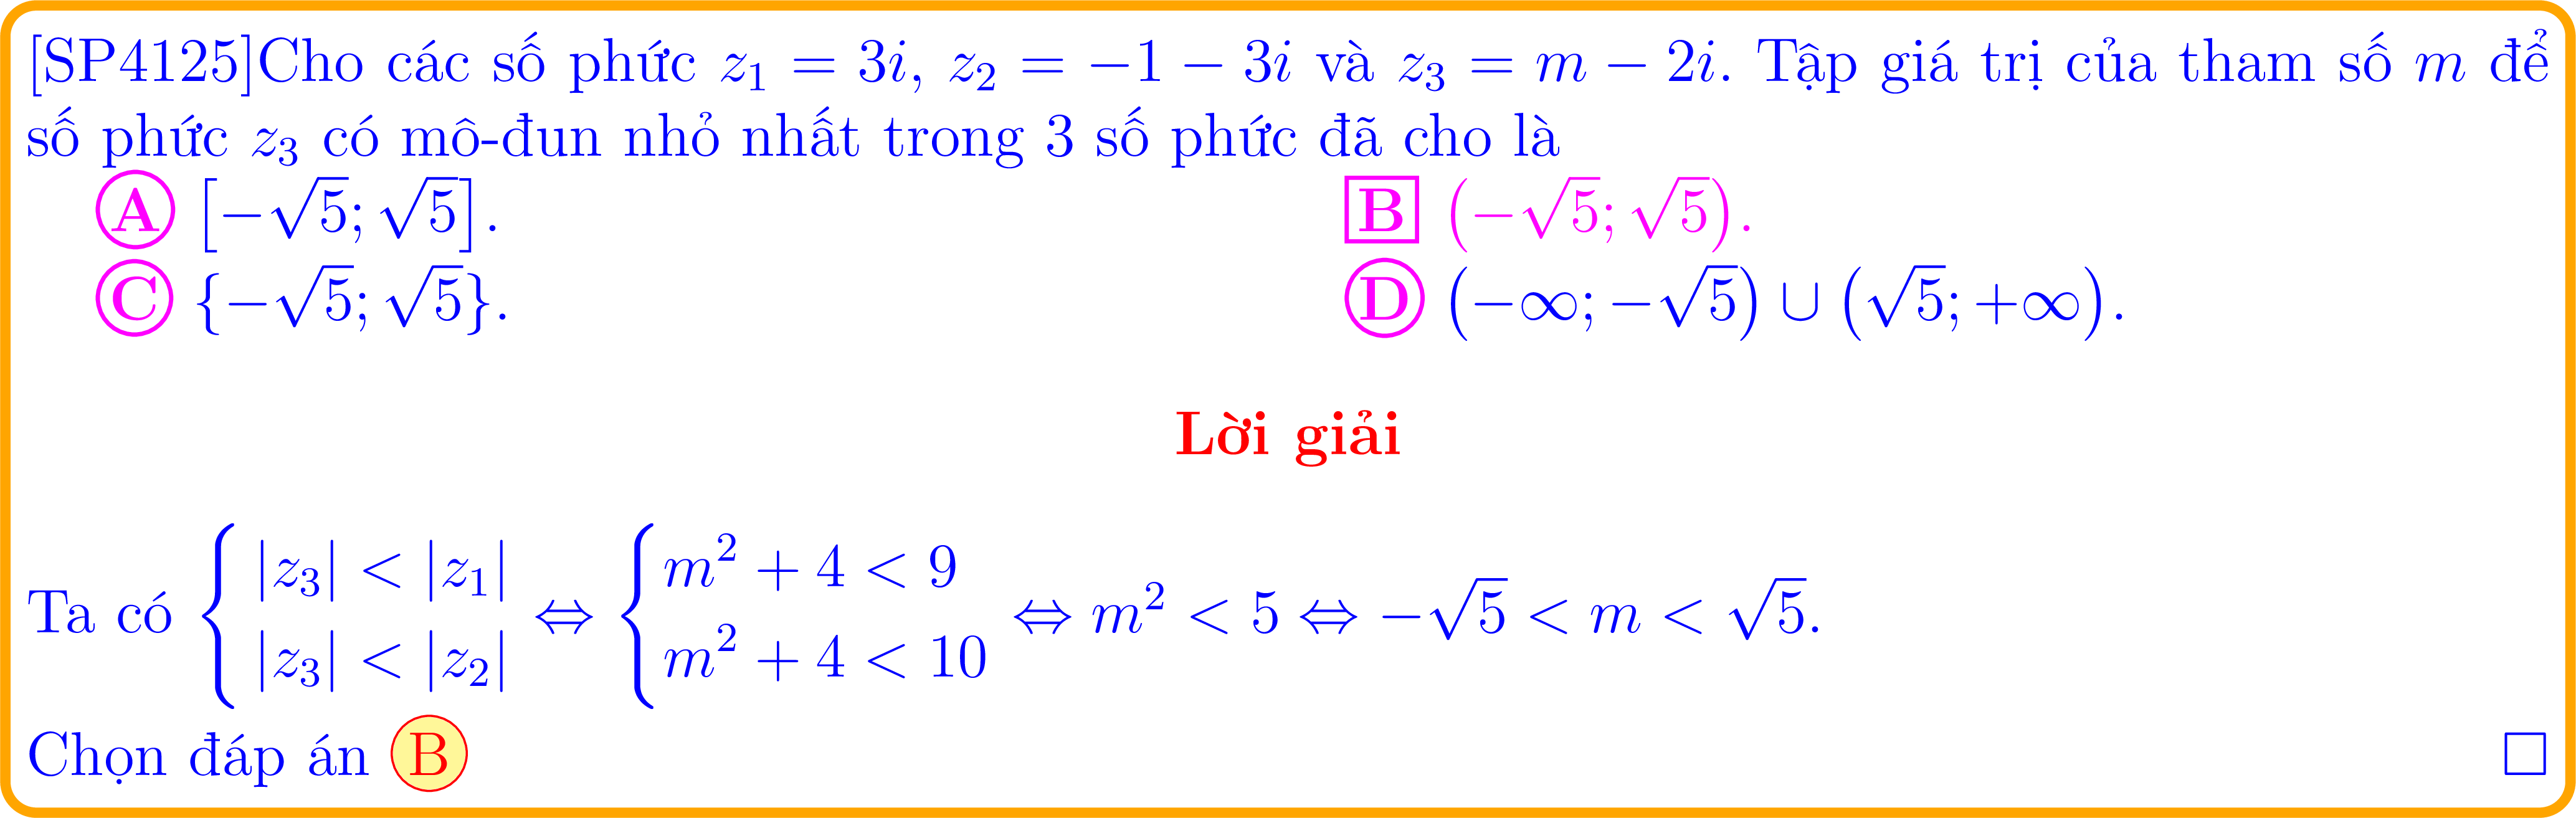 [SP4125]Cho các số phức $z_1 = 3i$, $z_2 = -1 - 3i$ và $z_3 = m - 2i$. Tập giá trị của tham số $m$ để
số phức $z_3$ có mô-đun nhỏ nhất trong 3 số phức đã cho là
A $[-\sqrt{5}; \sqrt{5}]$. B $(-\sqrt{5}; \sqrt{5})$.
C $\{-\sqrt{5}; \sqrt{5}\}$. D $(-\infty; -\sqrt{5}) \cup (\sqrt{5}; +\infty)$.
Lời giải
Ta có $\begin{cases} |z_3| < |z_1| \\ |z_3| < |z_2| \end{cases} \Leftrightarrow \begin{cases} m^2 + 4 < 9 \\ m^2 + 4 < 10 \end{cases} \Leftrightarrow m^2 < 5 \Leftrightarrow -\sqrt{5} < m < \sqrt{5}$.
Chọn đáp án B □